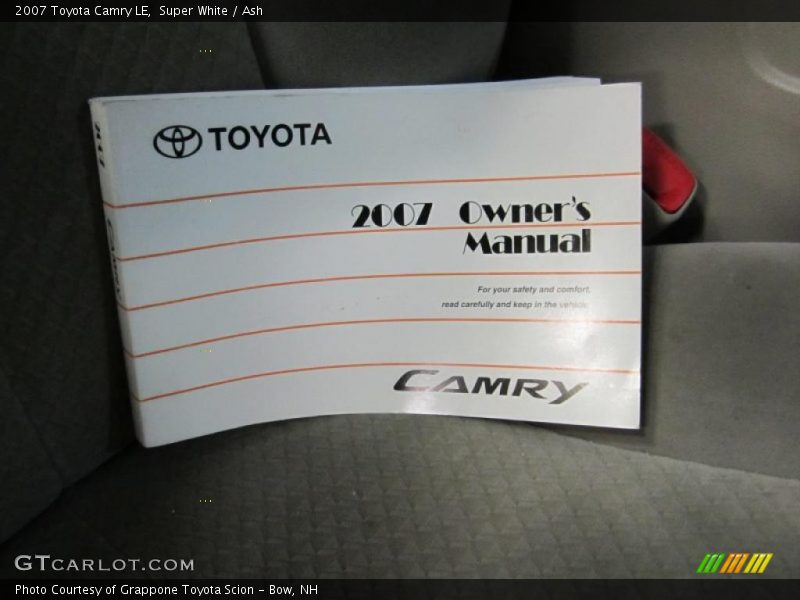 2007 Toyota Camry LE,  Super White / Ash
TOYOTA
2007 Owner's
Manual
For your safety and comfort,
read carefully and keep in the vehicle.
CAMRY
GTCARLOT.COM
Photo Courtesy of Grappone Toyota Scion - Bow, NH